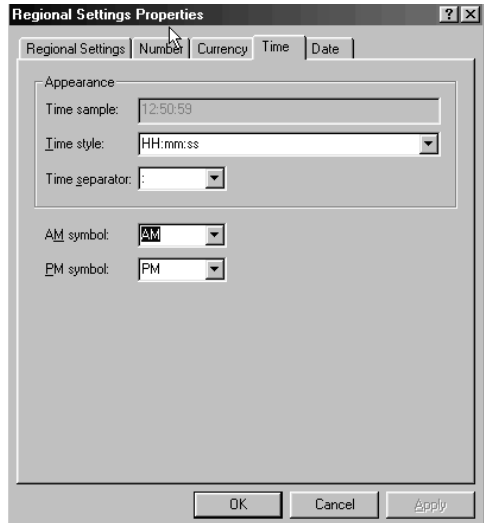 Regional Settings Properties
Regional Settings Number Currency Time Date
Appearance
Time sample: 12:50:59
Time style: HH:mm:ss
Time separator: :
AM symbol: AM
PM symbol: PM
OK Cancel Apply